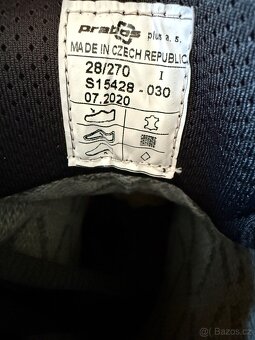 prabos plus a. s.
MADE IN CZECH REPUBLIC
28/270 I
S15428 - 030
07.2020
© Bazos.cz